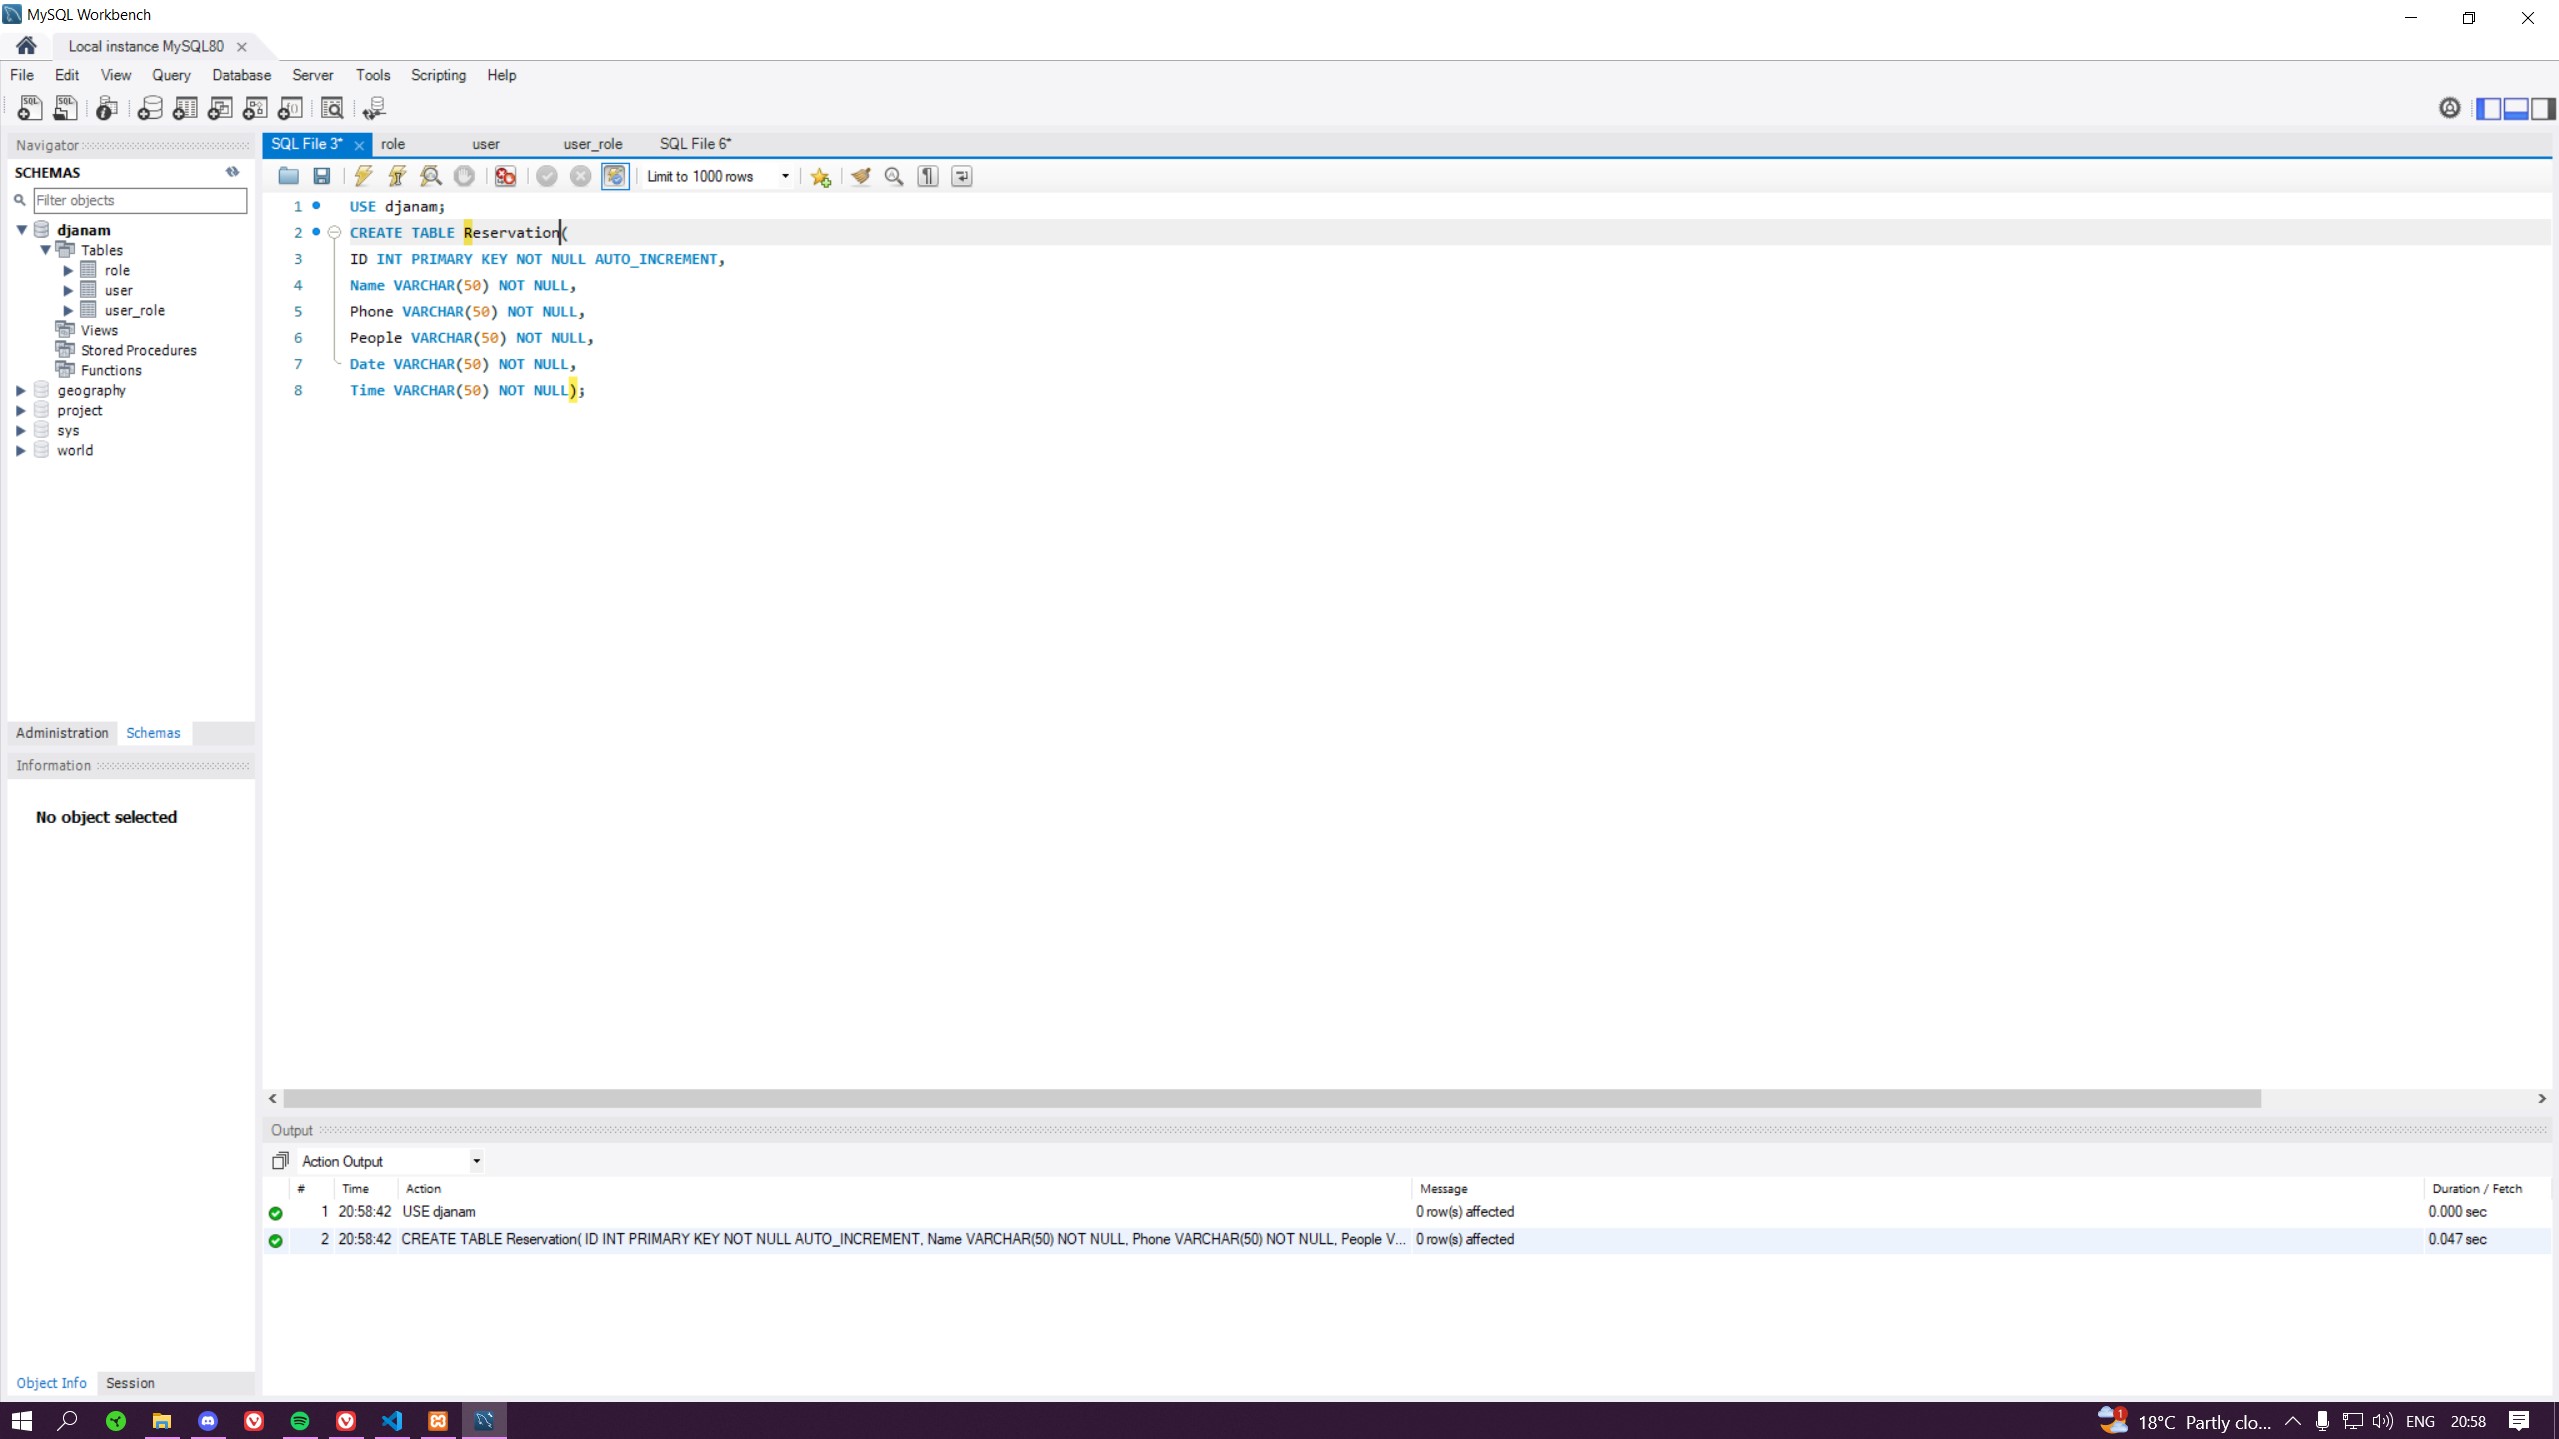 MySQL Workbench
Local instance MySQL80
File Edit View Query Database Server Tools Scripting Help
Navigator
SCHEMAS
Filter objects
djanam
Tables
role
user
user_role
Views
Stored Procedures
Functions
geography
project
sys
world
Administration Schemas
Information
No object selected
Object Info Session
SQL File 3* role user user_role SQL File 6*
Limit to 1000 rows
1 USE djanam;
2 CREATE TABLE Reservation(
3 ID INT PRIMARY KEY NOT NULL AUTO_INCREMENT,
4 Name VARCHAR(50) NOT NULL,
5 Phone VARCHAR(50) NOT NULL,
6 People VARCHAR(50) NOT NULL,
7 Date VARCHAR(50) NOT NULL,
8 Time VARCHAR(50) NOT NULL);
Output
Action Output
# Time Action Message Duration / Fetch
1 20:58:42 USE djanam 0 row(s) affected 0.000 sec
2 20:58:42 CREATE TABLE Reservation( ID INT PRIMARY KEY NOT NULL AUTO_INCREMENT, Name VARCHAR(50) NOT NULL, Phone VARCHAR(50) NOT NULL, People V... 0 row(s) affected 0.047 sec
1 18°C Partly clo... ENG 20:58